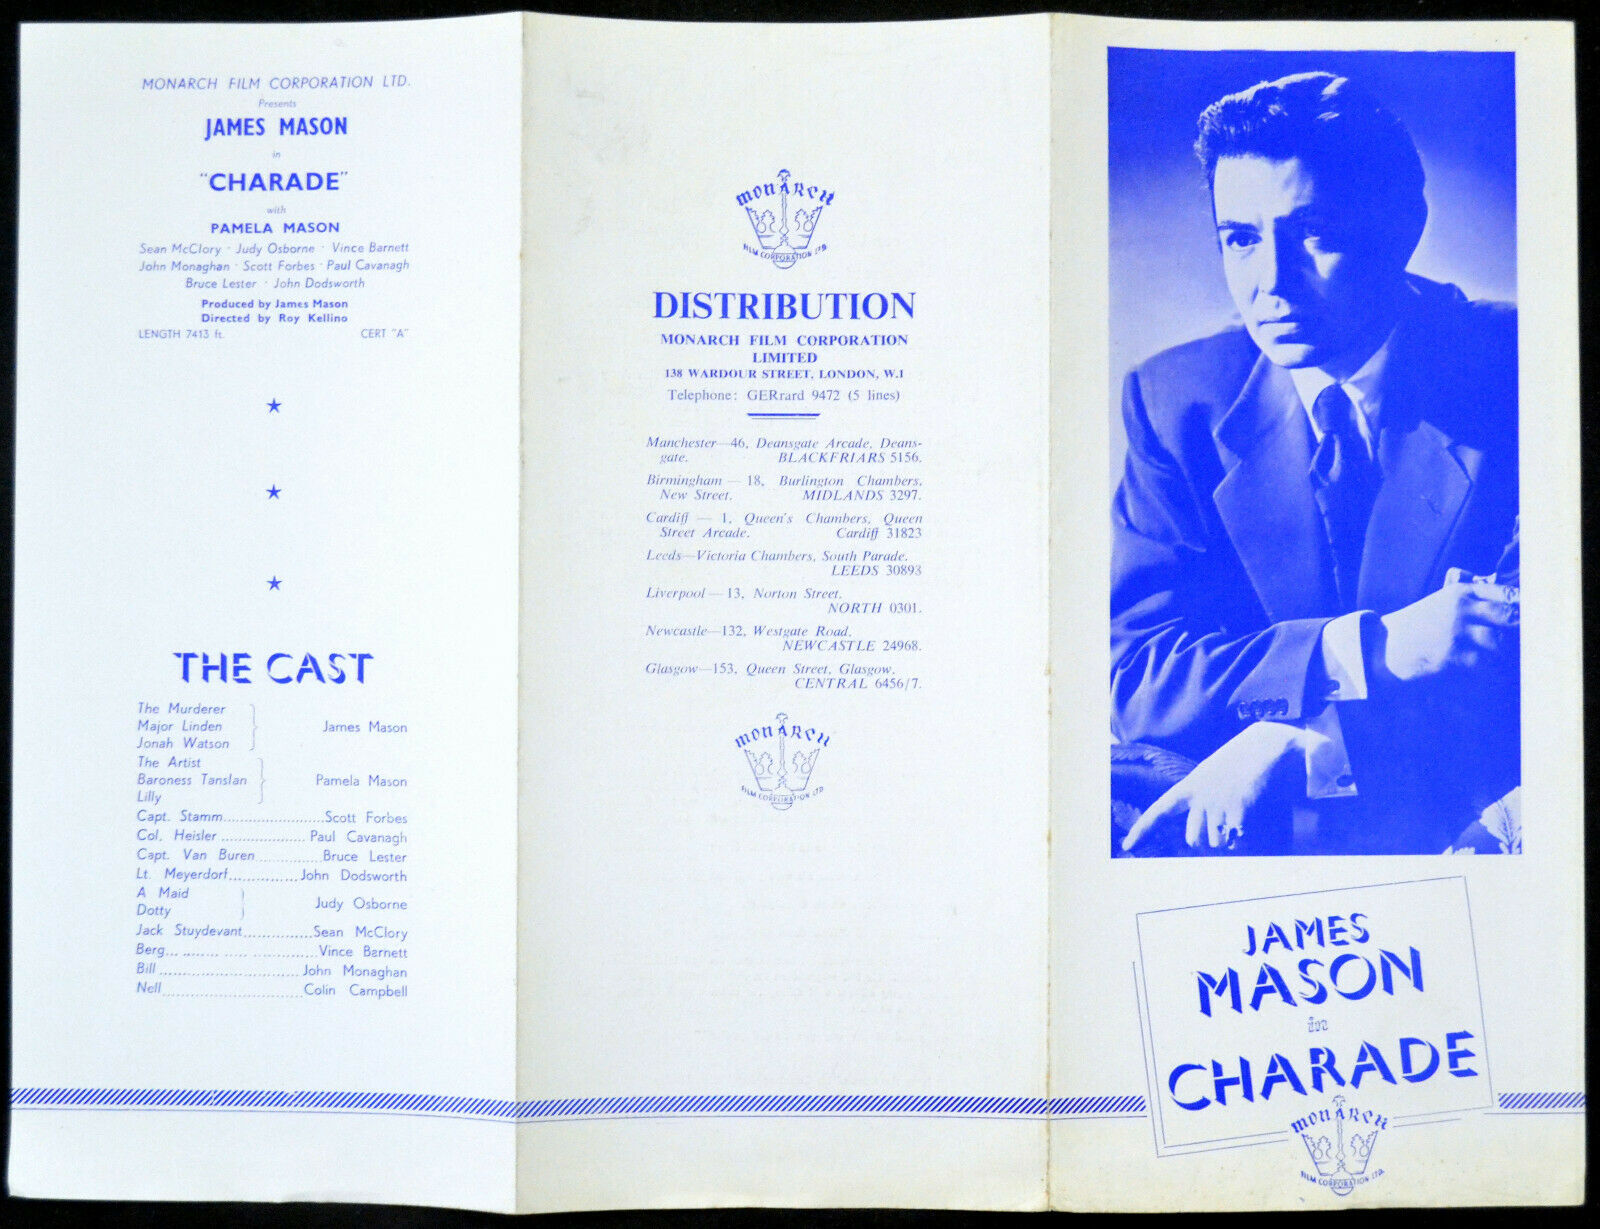 MONARCH FILM CORPORATION LTD.
Presents
JAMES MASON
in
"CHARADE"
with
PAMELA MASON
Sean McClory · Judy Osborne · Vince Barnett
John Monaghan · Scott Forbes · Paul Cavanagh
Bruce Lester · John Dodsworth
Produced by James Mason
Directed by Roy Kellino
LENGTH 7413 ft. CERT "A"
THE CAST
The Murderer
Major Linden James Mason
Jonah Watson
The Artist
Baroness Tanslan Pamela Mason
Lilly
Capt. Stamm........................Scott Forbes
Col. Heisler.....................Paul Cavanagh
Capt. Van Buren................Bruce Lester
Lt. Meyerdorf...............John Dodsworth
A Maid
Judy Osborne
Dotty
Jack Stuydevant...............Sean McClory
Berg... ......... ..... ...................Vince Barnett
Bill..................................John Monaghan
Nell..................................Colin Campbell
MONARCH
FILM CORPORATION LTD.
DISTRIBUTION
MONARCH FILM CORPORATION
LIMITED
138 WARDOUR STREET, LONDON, W.1
Telephone: GERrard 9472 (5 lines)
Manchester—46, Deansgate Arcade, Deans-
gate. BLACKFRIARS 5156.
Birmingham — 18, Burlington Chambers,
New Street. MIDLANDS 3297.
Cardiff — 1, Queen's Chambers, Queen
Street Arcade. Cardiff 31823
Leeds—Victoria Chambers, South Parade.
LEEDS 30893
Liverpool — 13, Norton Street.
NORTH 0301.
Newcastle—132, Westgate Road.
NEWCASTLE 24968.
Glasgow—153, Queen Street, Glasgow.
CENTRAL 6456/7.
MONARCH
FILM CORPORATION LTD.
JAMES
MASON
in
CHARADE
MONARCH
FILM CORPORATION LTD.